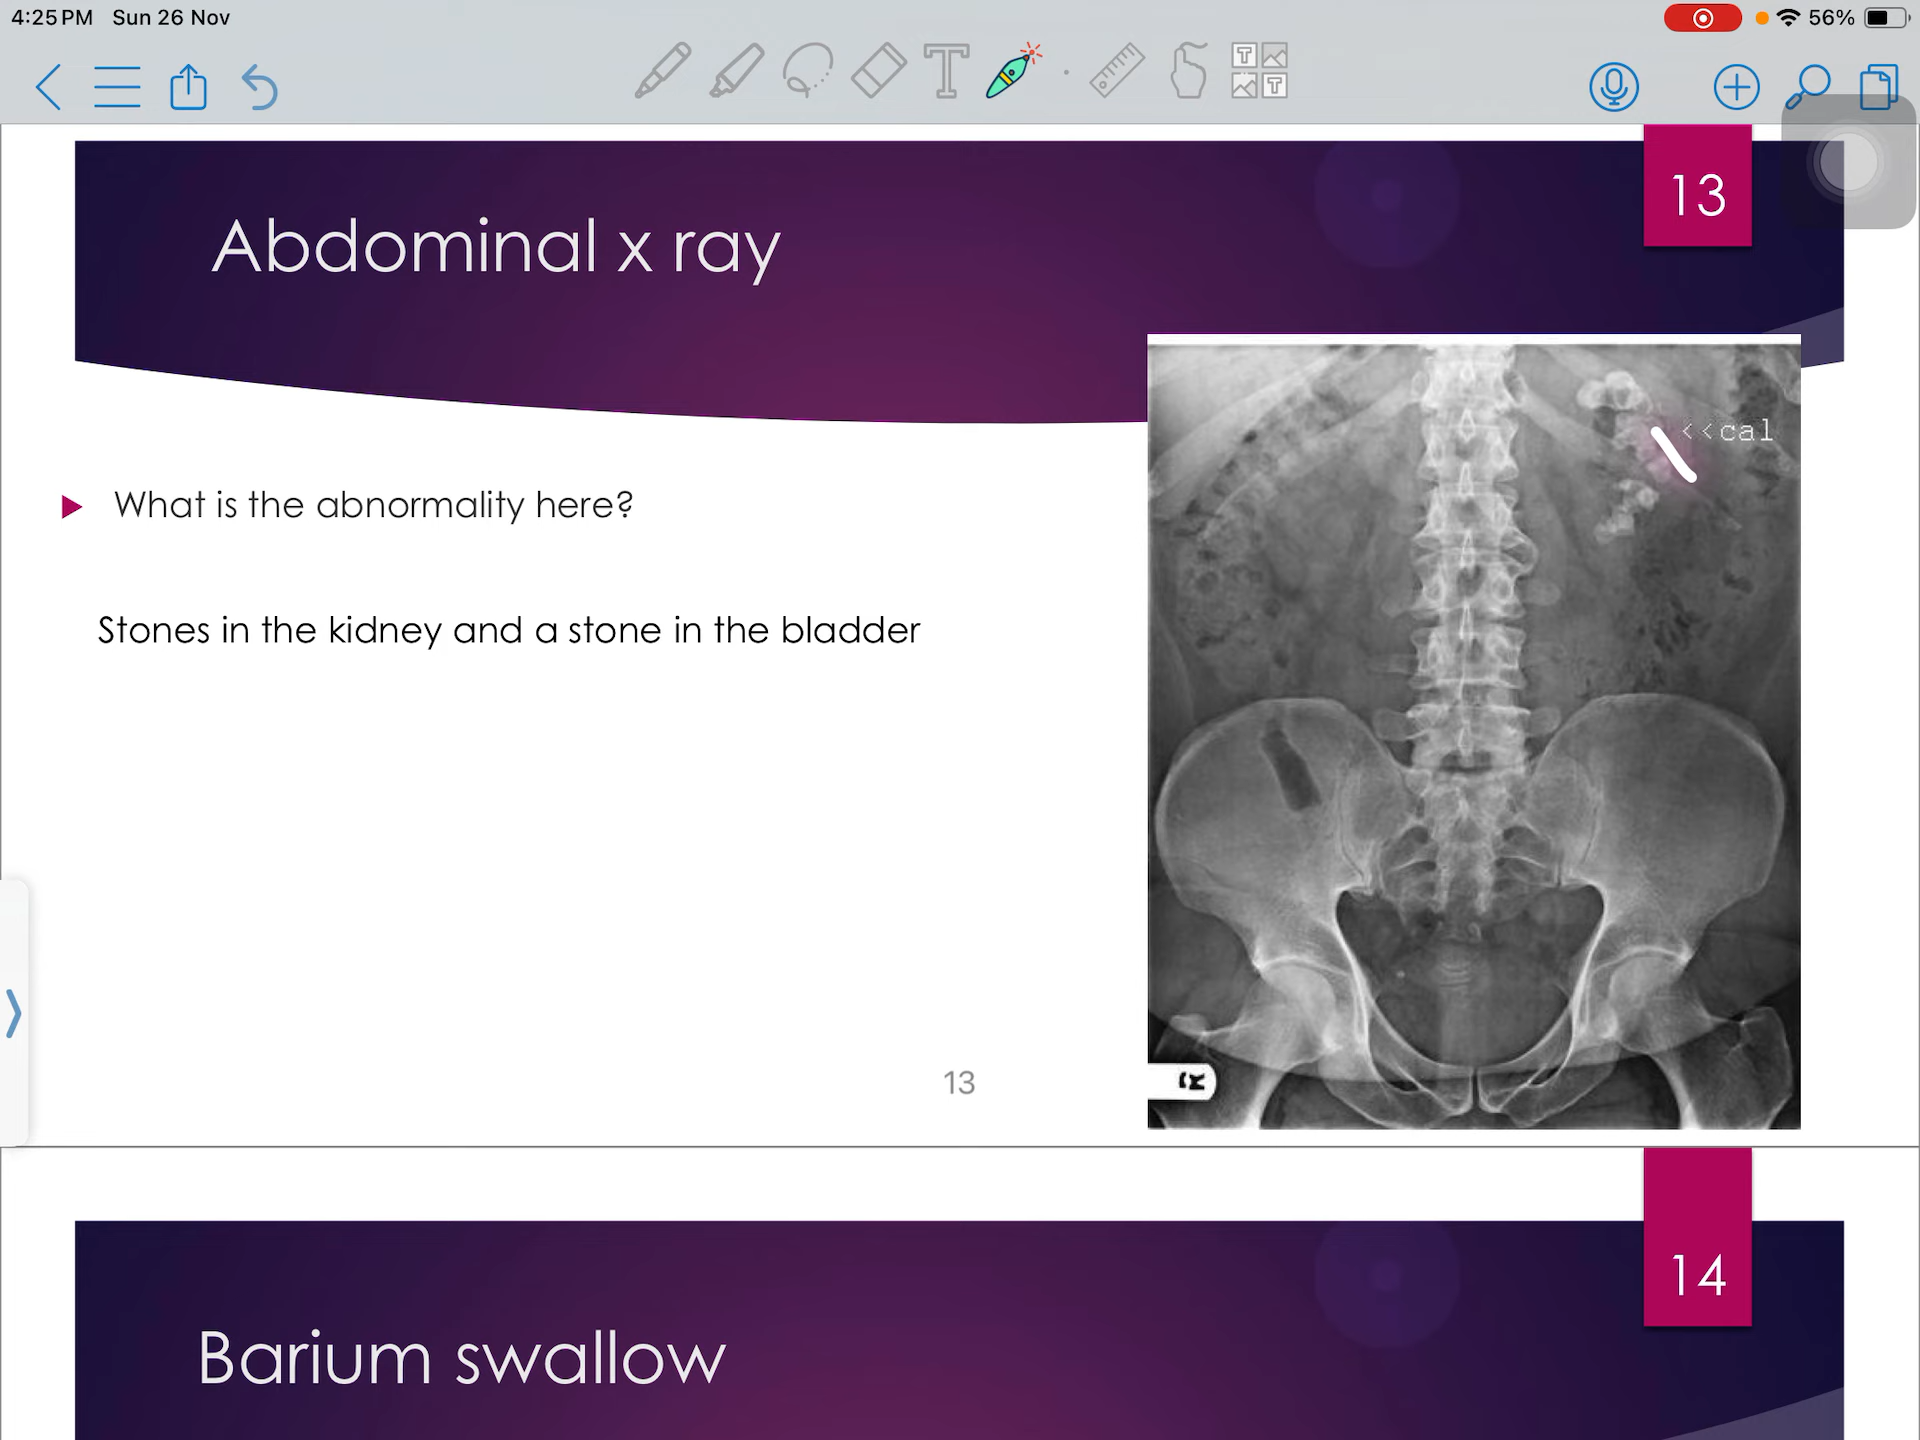 4:25 PM Sun 26 Nov
56%
13
Abdominal x ray
<<cal
What is the abnormality here?
Stones in the kidney and a stone in the bladder
R
13
14
Barium swallow